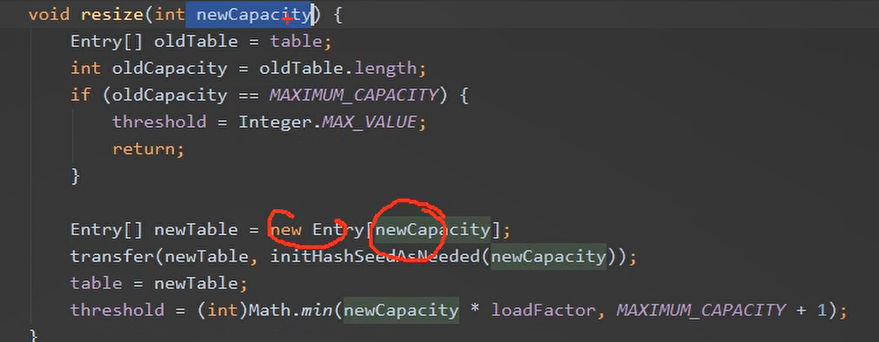 void resize(int newCapacity) {
Entry[] oldTable = table;
int oldCapacity = oldTable.length;
if (oldCapacity == MAXIMUM_CAPACITY) {
threshold = Integer.MAX_VALUE;
return;
}
Entry[] newTable = new Entry[newCapacity];
transfer(newTable, initHashSeedAsNeeded(newCapacity));
table = newTable;
threshold = (int)Math.min(newCapacity * loadFactor, MAXIMUM_CAPACITY + 1);
}